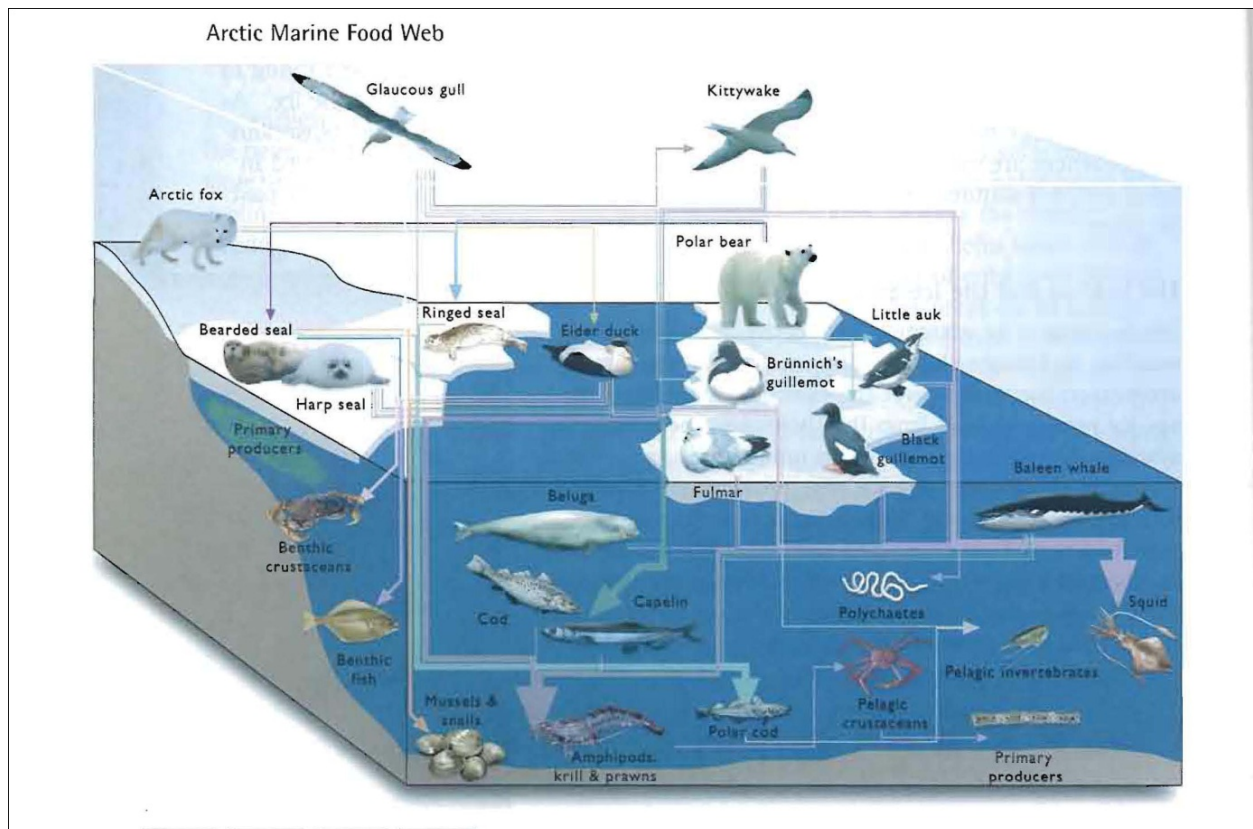 Arctic Marine Food Web
Glaucous gull
Kittywake
Arctic fox
Polar bear
Bearded seal
Ringed seal
Eider duck
Little auk
Brünnich's
guillemot
Harp seal
Primary
producers
Black
guillemot
Fulmar
Baleen whale
Beluga
Benthic
crustaceans
Cod
Capelin
Polychaetes
Squid
Benthic
fish
Pelagic invertebrates
Mussels &
snails
Pelagic
crustaceans
Polar cod
Amphipods,
krill & prawns
Primary
producers